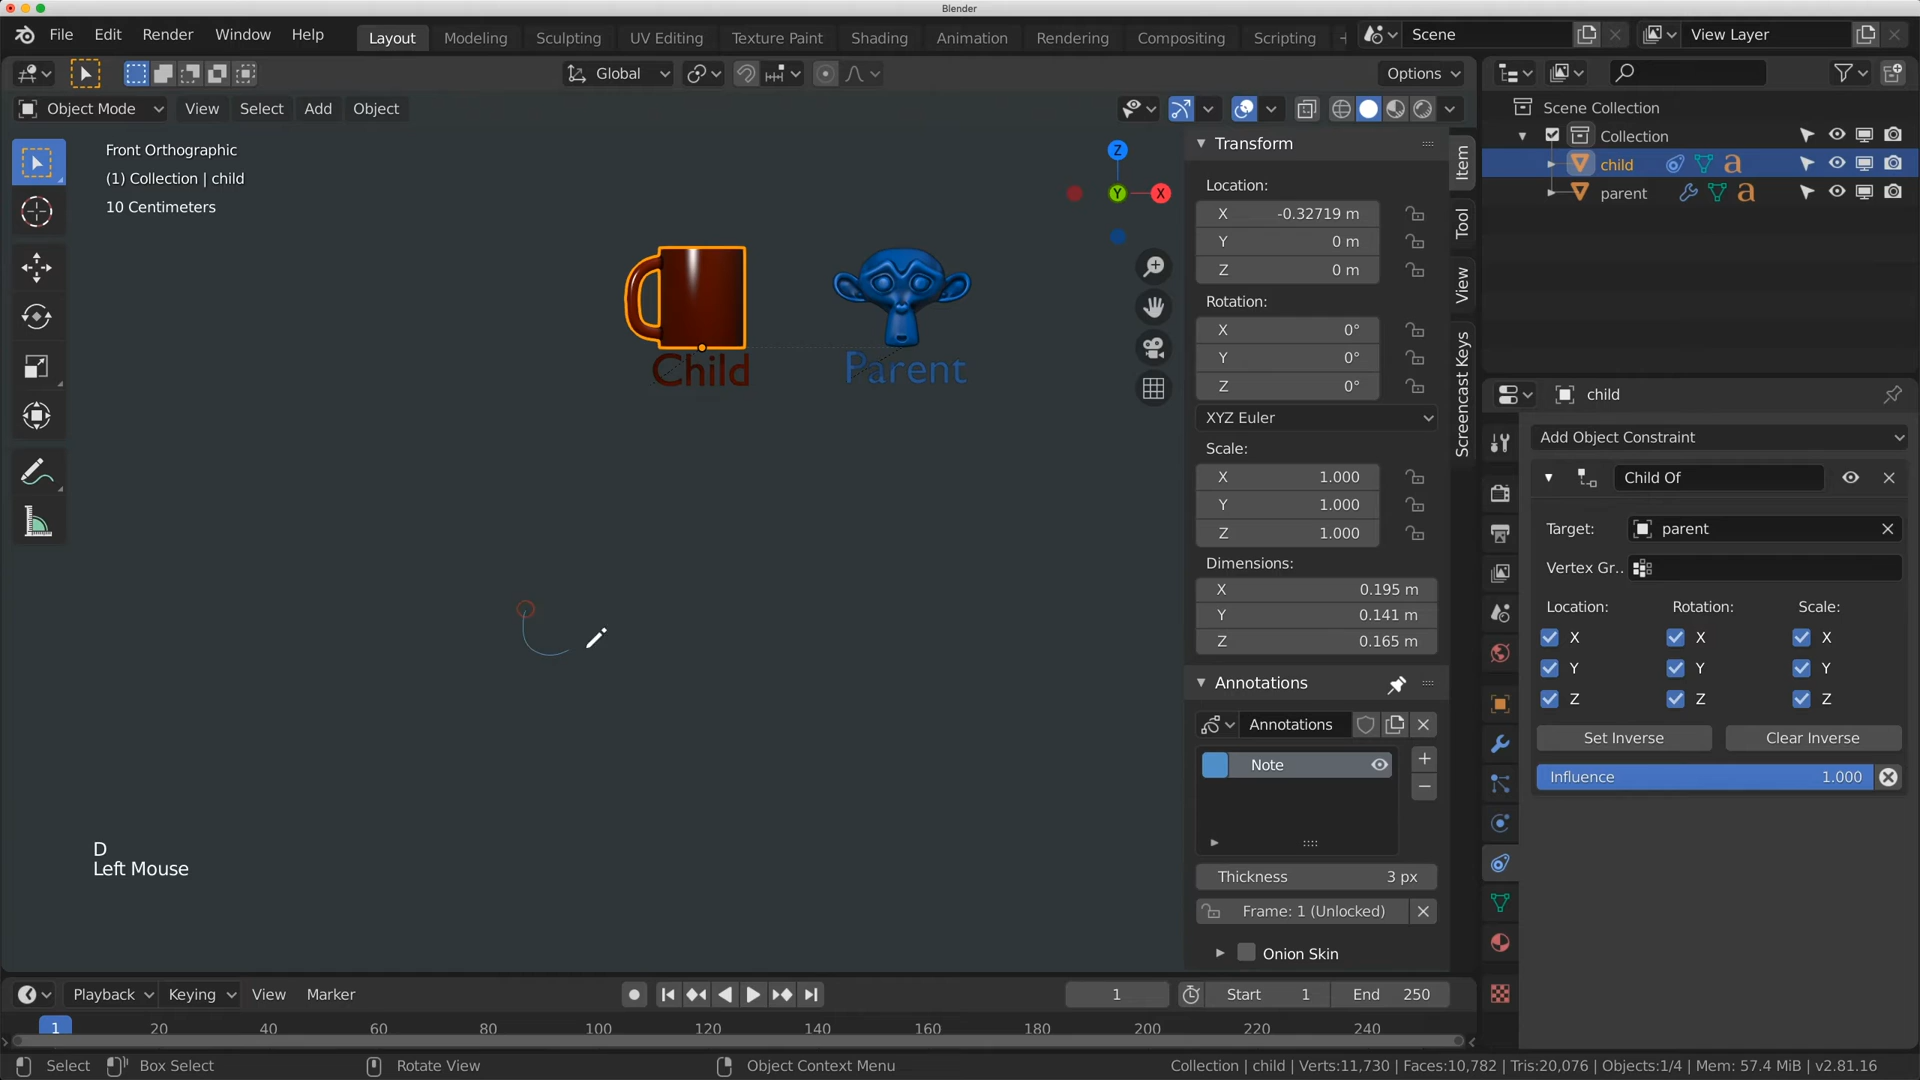 Blender
File Edit Render Window Help Layout Modeling Sculpting UV Editing Texture Paint Shading Animation Rendering Compositing Scripting Scene View Layer
Global Options
Object Mode View Select Add Object
Front Orthographic
(1) Collection | child
10 Centimeters
Z
Y X
Child Parent
D
Left Mouse
Transform
Location:
X -0.32719 m
Y 0 m
Z 0 m
Rotation:
X 0°
Y 0°
Z 0°
XYZ Euler
Scale:
X 1.000
Y 1.000
Z 1.000
Dimensions:
X 0.195 m
Y 0.141 m
Z 0.165 m
Annotations
Annotations
Note
Thickness 3 px
Frame: 1 (Unlocked)
Onion Skin
Item
Tool
View
Screencast Keys
Scene Collection
Collection
child
parent
child
Add Object Constraint
Child Of
Target: parent
Vertex Gr..
Location: Rotation: Scale:
X X X
Y Y Y
Z Z Z
Set Inverse Clear Inverse
Influence 1.000
Playback Keying View Marker 1 Start 1 End 250
1 20 40 60 80 100 120 140 160 180 200 220 240
Select Box Select Rotate View Object Context Menu Collection | child | Verts:11,730 | Faces:10,782 | Tris:20,076 | Objects:1/4 | Mem: 57.4 MiB | v2.81.16